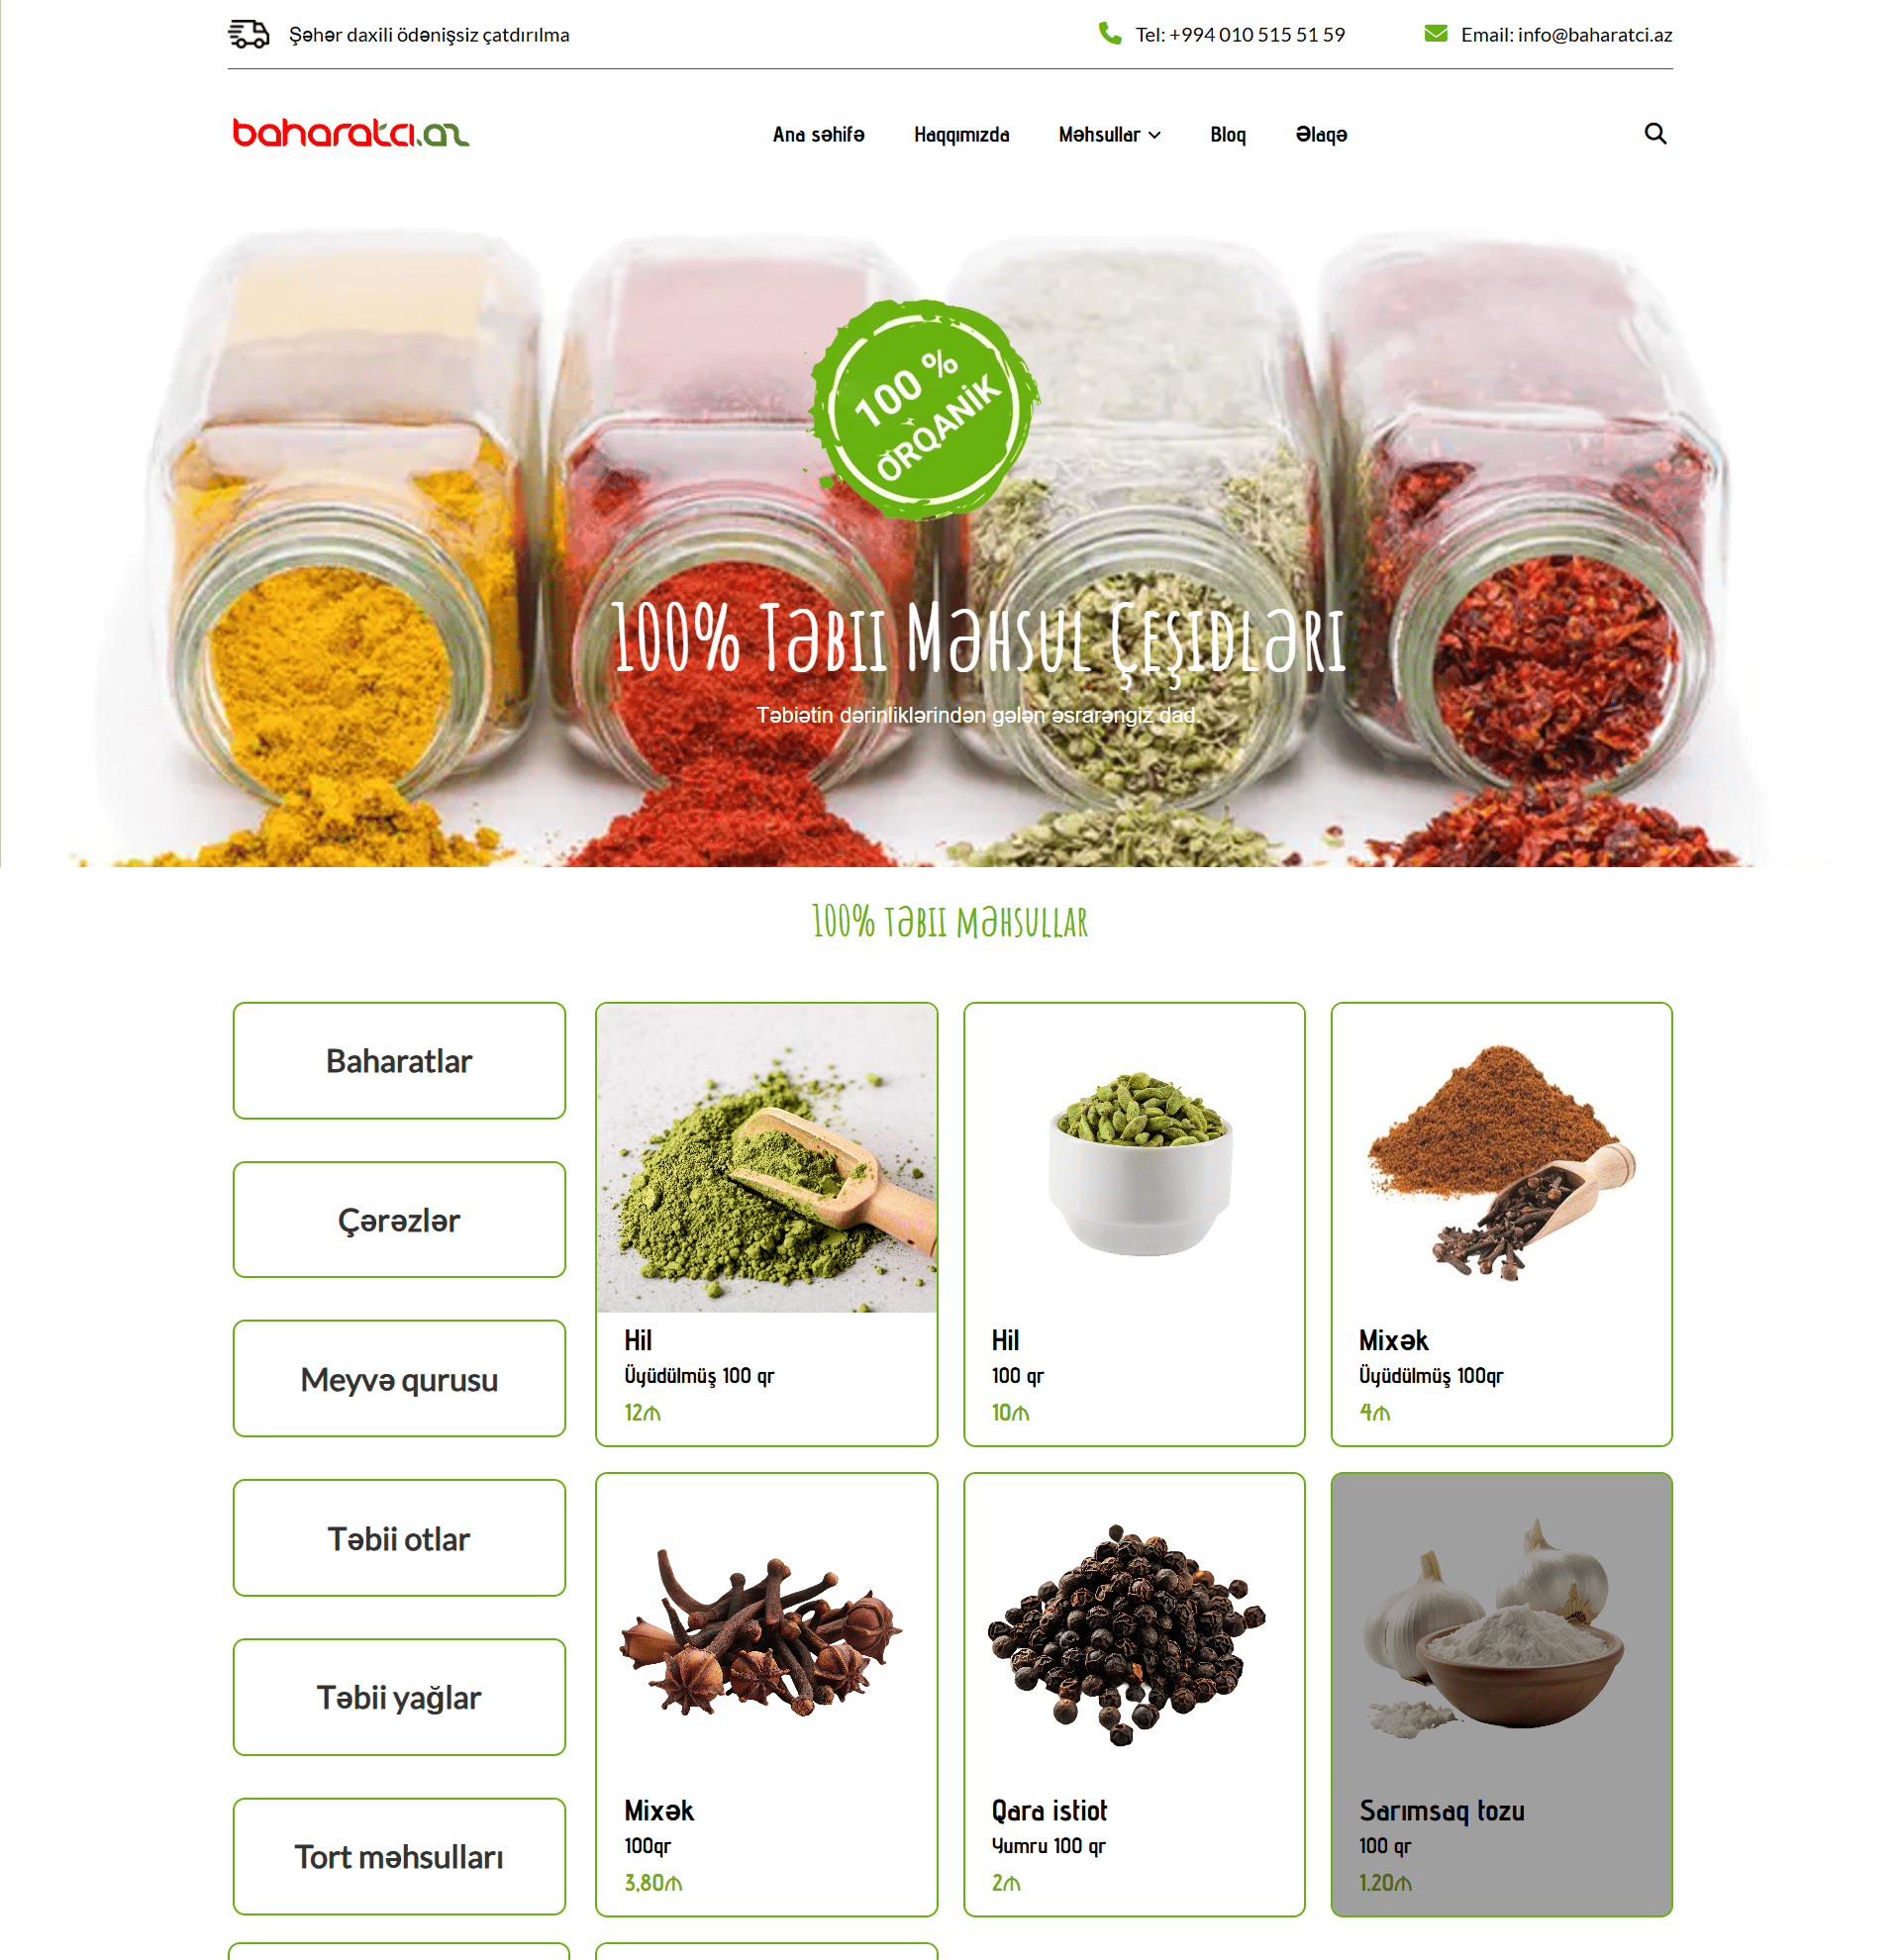 Şəhər daxili ödənişsiz çatdırılma
Tel: +994 010 515 51 59
Email: info@baharatci.az
baharatci.az
Ana səhifə
Haqqımızda
Məhsullar
Bloq
Əlaqə
100 %
ORQANİK
100% Təbii Məhsul Çeşidləri
Təbiətin dərinliklərindən gələn əsrarəngiz dad.
100% təbii məhsullar
Baharatlar
Çərəzlər
Meyvə qurusu
Təbii otlar
Təbii yağlar
Tort məhsulları
Hil
Üyüdülmüş 100 qr
12₼
Hil
100 qr
10₼
Mixək
Üyüdülmüş 100qr
4₼
Mixək
100qr
3,80₼
Qara istiot
Yumru 100 qr
2₼
Sarımsaq tozu
100 qr
1.20₼